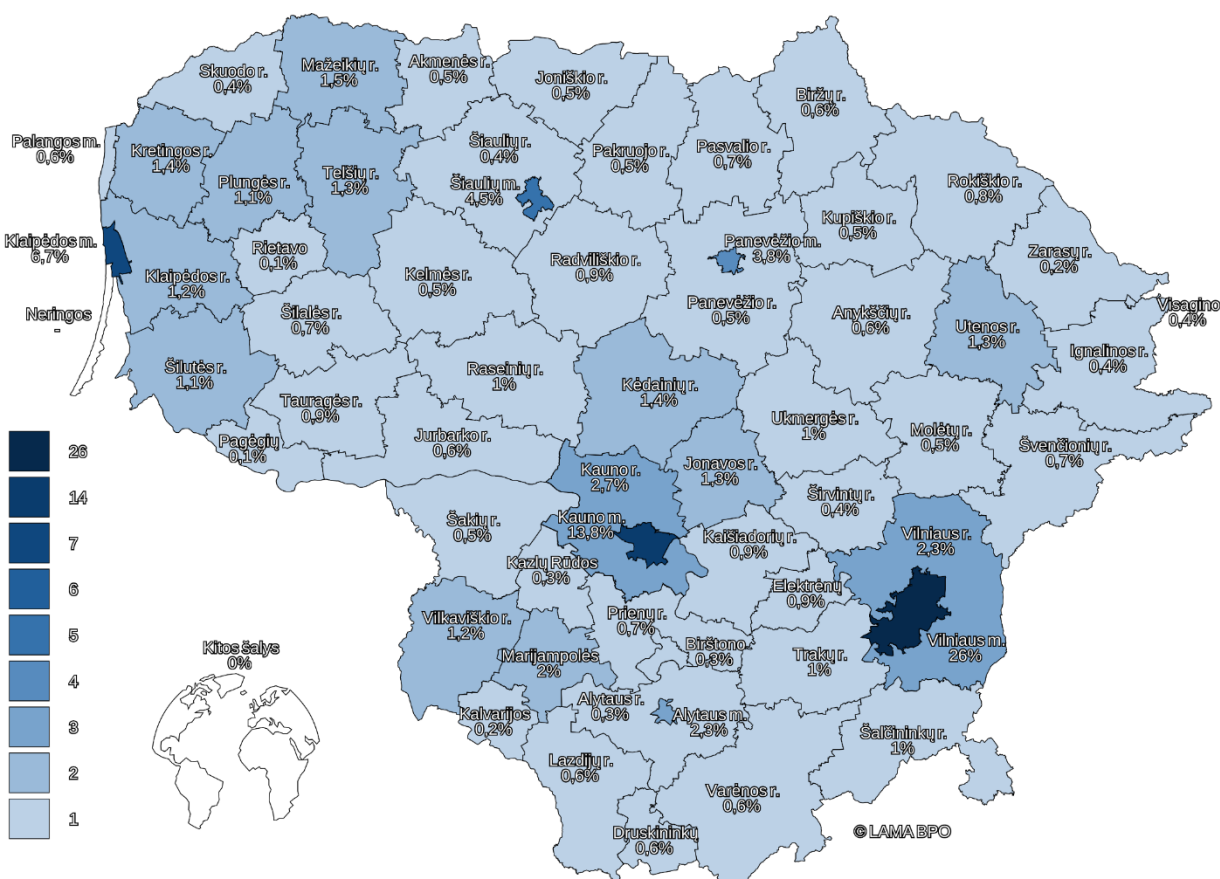 Skuodo r.
0,4%
Mažeikių r.
1,5%
Akmenės r.
0,5%
Joniškio r.
0,5%
Biržų r.
0,6%
Palangos m.
0,6%
Kretingos r.
1,4%
Plungės r.
1,1%
Telšių r.
1,3%
Šiaulių r.
0,4%
Šiaulių m.
4,5%
Pakruojo r.
0,5%
Pasvalio r.
0,7%
Rokiškio r.
0,8%
Kupiškio r.
0,5%
Klaipėdos m.
6,7%
Klaipėdos r.
1,2%
Rietavo
0,1%
Kelmės r.
0,5%
Radviliškio r.
0,9%
Panevėžio m.
3,8%
Zarasų r.
0,2%
Neringos
-
Šilalės r.
0,7%
Panevėžio r.
0,5%
Anykščių r.
0,6%
Utenos r.
1,3%
Visagino
0,4%
Ignalinos r.
0,4%
Šilutės r.
1,1%
Raseinių r.
1%
Kėdainių r.
1,4%
Tauragės r.
0,9%
Ukmergės r.
1%
Molėtų r.
0,5%
Švenčionių r.
0,7%
Pagėgių
0,1%
Jurbarko r.
0,6%
Kauno r.
2,7%
Jonavos r.
1,3%
Širvintų r.
0,4%
Šakių r.
0,5%
Kauno m.
13,8%
Kaišiadorių r.
0,9%
Vilniaus r.
2,3%
Kazlų Rūdos
0,3%
Elektrėnų
0,9%
Vilkaviškio r.
1,2%
Prienų r.
0,7%
Birštono.
0,3%
Trakų r.
1%
Vilniaus m.
26%
Marijampolės
2%
Kalvarijos
0,2%
Alytaus r.
0,3%
Alytaus m.
2,3%
Šalčininkų r.
1%
Lazdijų r.
0,6%
Varėnos r.
0,6%
Druskininkų
0,6%
Kitos šalys
0%
26
14
7
6
5
4
3
2
1
© LAMA BPO